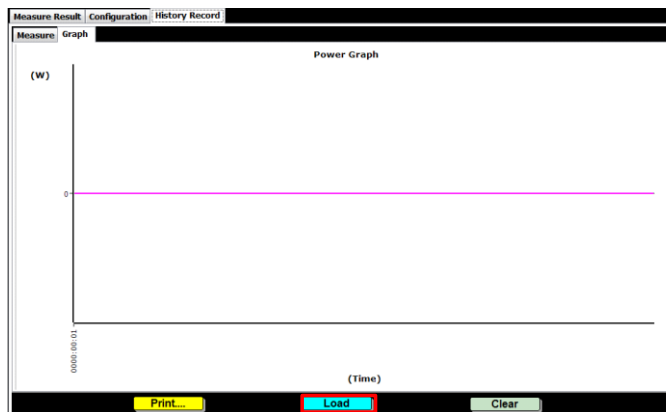 Measure Result Configuration History Record
Measure Graph
Power Graph
(W)
0
0000:00:01
(Time)
Print.... Load Clear